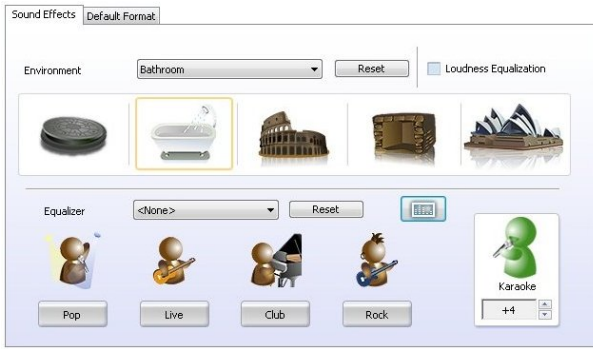 Sound Effects
Default Format
Environment
Bathroom
Reset
Loudness Equalization
Equalizer
<None>
Reset
Karaoke
+4
Pop
Live
Club
Rock